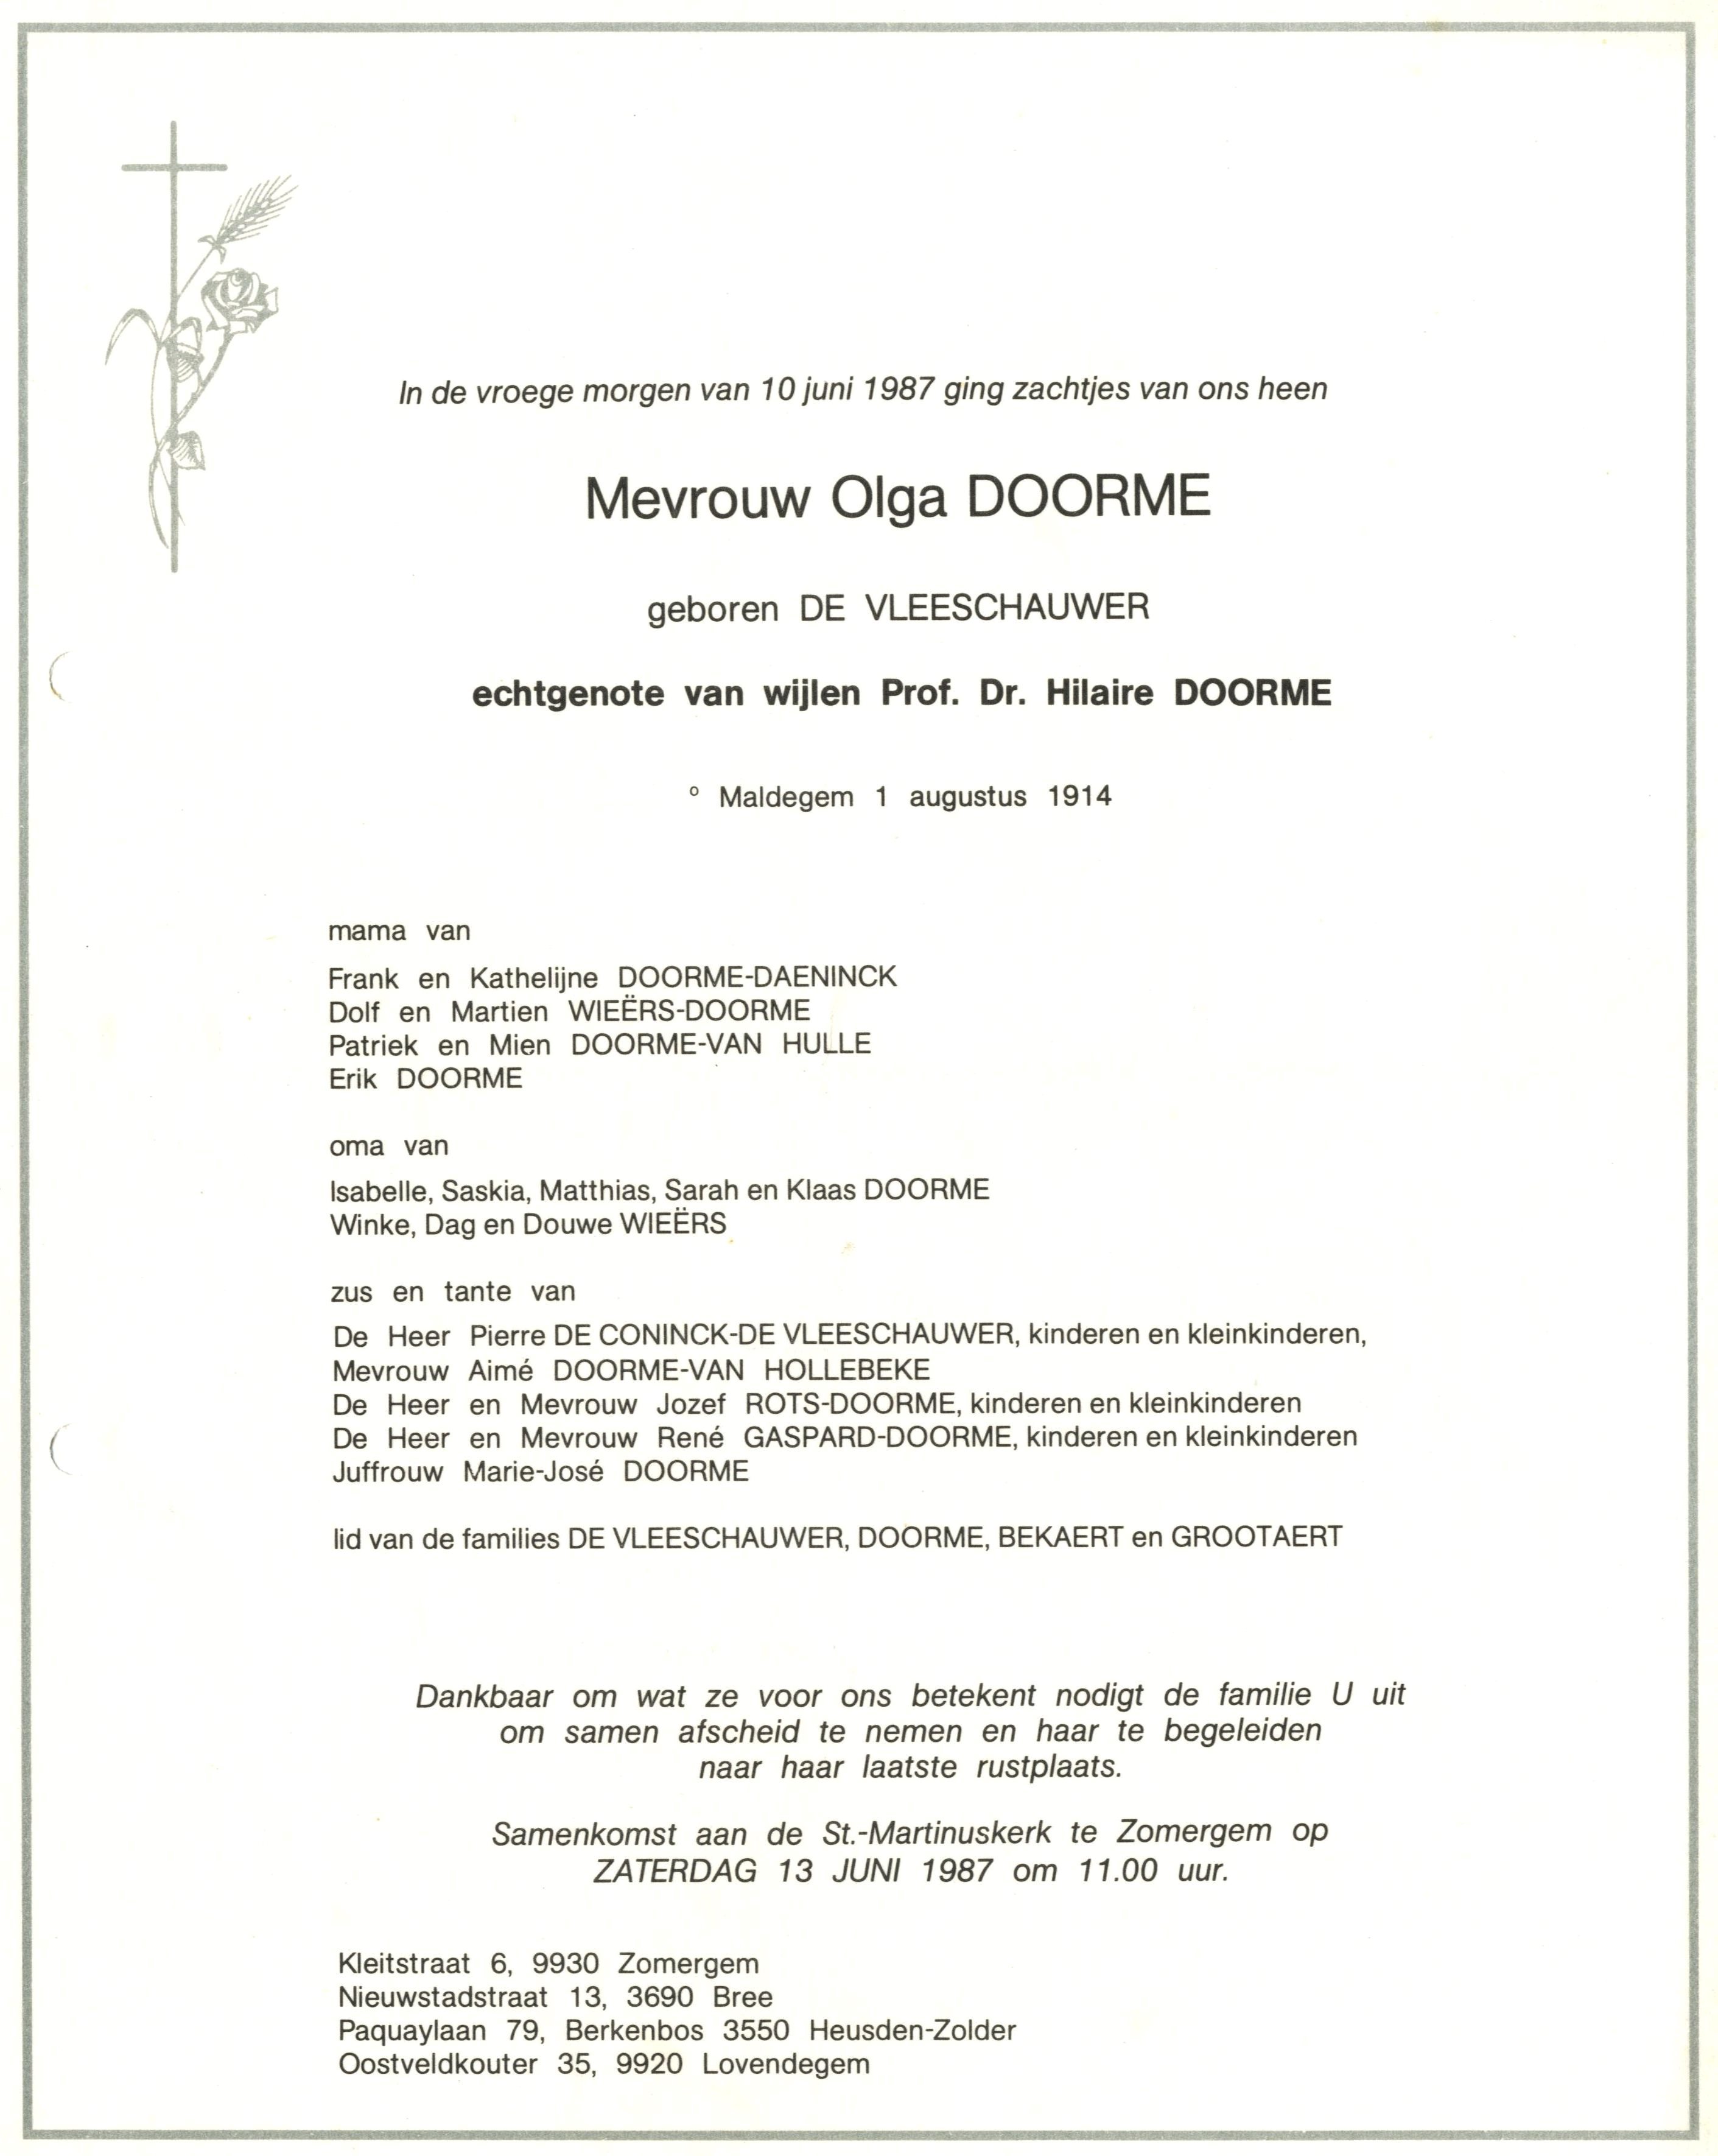 In de vroege morgen van 10 juni 1987 ging zachtjes van ons heen
Mevrouw Olga DOORME
geboren DE VLEESCHAUWER
echtgenote van wijlen Prof. Dr. Hilaire DOORME
° Maldegem 1 augustus 1914
mama van
Frank en Kathelijne DOORME-DAENINCK
Dolf en Martien WIEËRS-DOORME
Patriek en Mien DOORME-VAN HULLE
Erik DOORME
oma van
Isabelle, Saskia, Matthias, Sarah en Klaas DOORME
Winke, Dag en Douwe WIEËRS
zus en tante van
De Heer Pierre DE CONINCK-DE VLEESCHAUWER, kinderen en kleinkinderen,
Mevrouw Aimé DOORME-VAN HOLLEBEKE
De Heer en Mevrouw Jozef ROTS-DOORME, kinderen en kleinkinderen
De Heer en Mevrouw René GASPARD-DOORME, kinderen en kleinkinderen
Juffrouw Marie-José DOORME
lid van de families DE VLEESCHAUWER, DOORME, BEKAERT en GROOTAERT
Dankbaar om wat ze voor ons betekent nodigt de familie U uit
om samen afscheid te nemen en haar te begeleiden
naar haar laatste rustplaats.
Samenkomst aan de St.-Martinuskerk te Zomergem op
ZATERDAG 13 JUNI 1987 om 11.00 uur.
Kleitstraat 6, 9930 Zomergem
Nieuwstadstraat 13, 3690 Bree
Paquaylaan 79, Berkenbos 3550 Heusden-Zolder
Oostveldkouter 35, 9920 Lovendegem